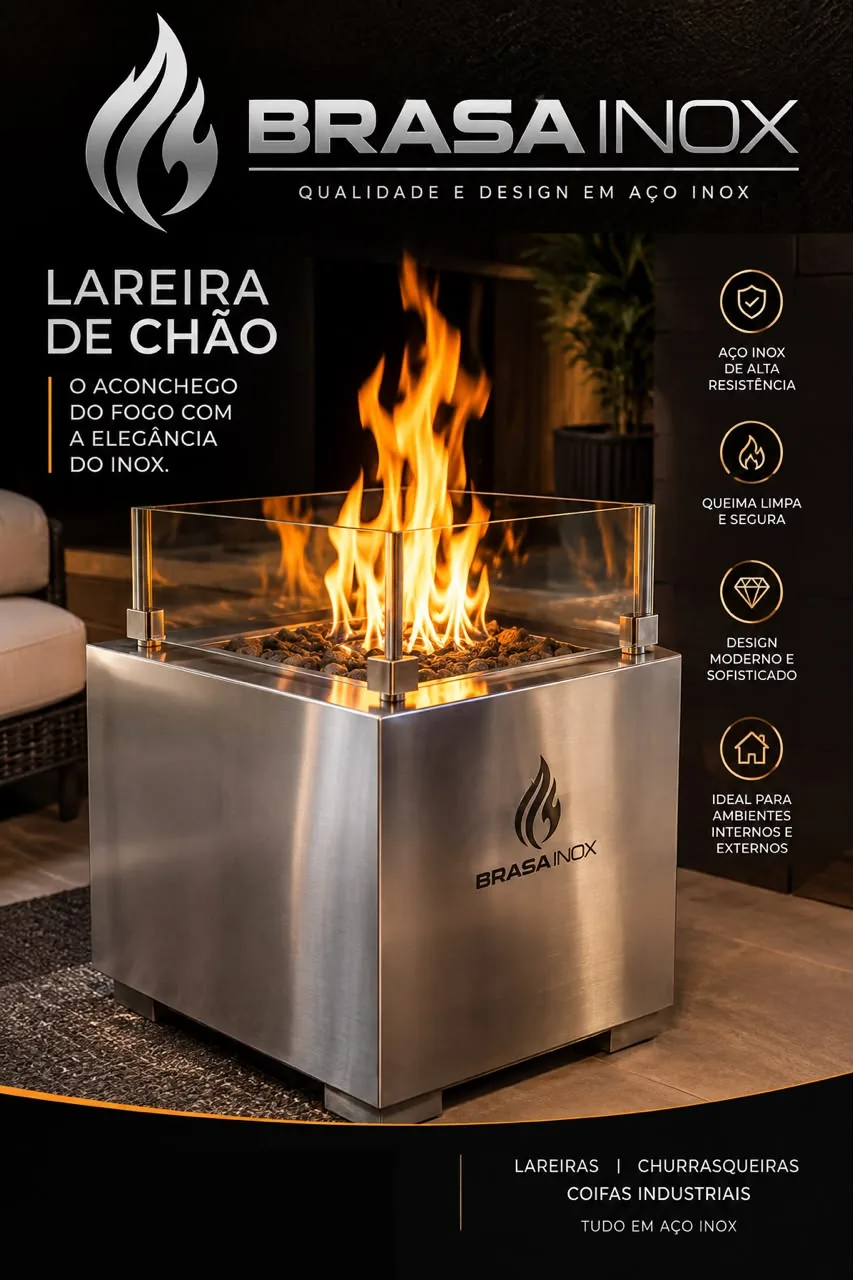 BRASA INOX
QUALIDADE E DESIGN EM AÇO INOX
LAREIRA
DE CHÃO
O ACONCHEGO
DO FOGO COM
A ELEGÂNCIA
DO INOX.
AÇO INOX
DE ALTA
RESISTÊNCIA
QUEIMA LIMPA
E SEGURA
DESIGN
MODERNO E
SOFISTICADO
IDEAL PARA
AMBIENTES
INTERNOS E
EXTERNOS
BRASA INOX
LAREIRAS | CHURRASQUEIRAS
COIFAS INDUSTRIAIS
TUDO EM AÇO INOX